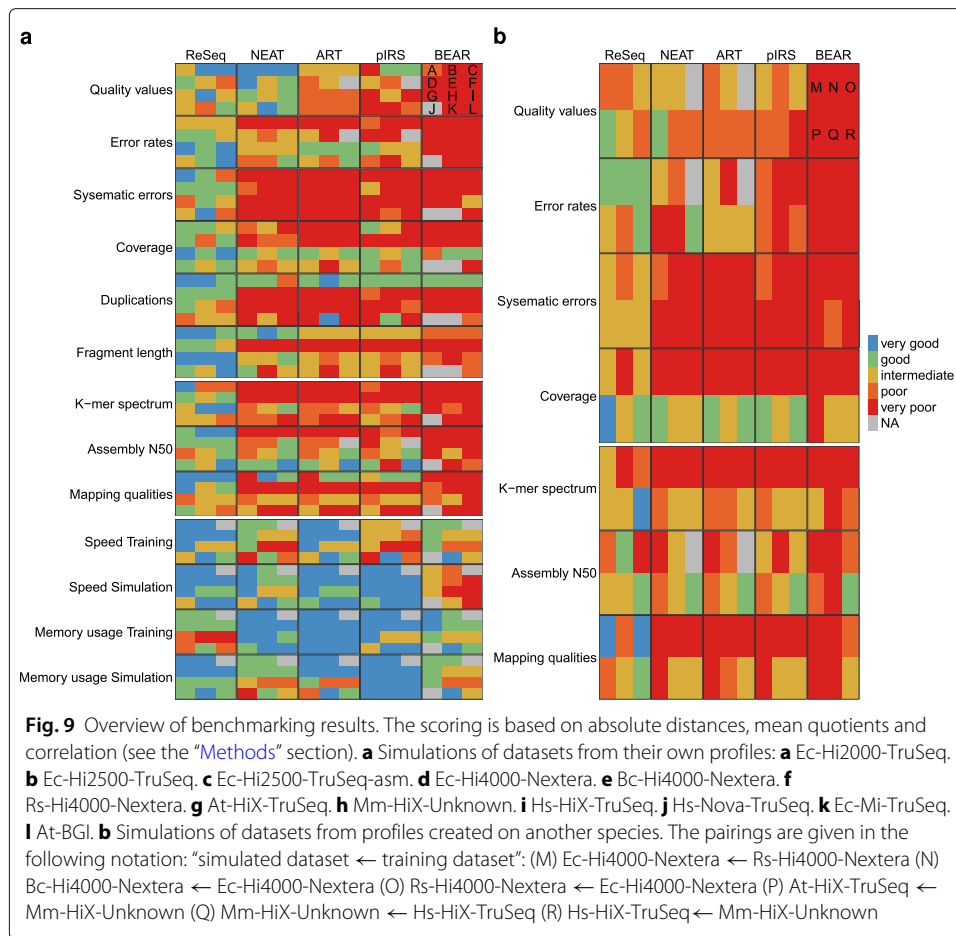 a
ReSeq NEAT ART pIRS BEAR
Quality values
A B C
D E F
G H I
J K L
Error rates
Sysematic errors
Coverage
Duplications
Fragment length
K−mer spectrum
Assembly N50
Mapping qualities
Speed Training
Speed Simulation
Memory usage Training
Memory usage Simulation
b
ReSeq NEAT ART pIRS BEAR
Quality values
M N O
P Q R
Error rates
Sysematic errors
Coverage
K−mer spectrum
Assembly N50
Mapping qualities
very good
good
intermediate
poor
very poor
NA
Fig. 9 Overview of benchmarking results. The scoring is based on absolute distances, mean quotients and
correlation (see the “Methods” section). a Simulations of datasets from their own profiles: a Ec-Hi2000-TruSeq.
b Ec-Hi2500-TruSeq. c Ec-Hi2500-TruSeq-asm. d Ec-Hi4000-Nextera. e Bc-Hi4000-Nextera. f
Rs-Hi4000-Nextera. g At-HiX-TruSeq. h Mm-HiX-Unknown. i Hs-HiX-TruSeq. j Hs-Nova-TruSeq. k Ec-Mi-TruSeq.
l At-BGI. b Simulations of datasets from profiles created on another species. The pairings are given in the
following notation: “simulated dataset ← training dataset”: (M) Ec-Hi4000-Nextera ← Rs-Hi4000-Nextera (N)
Bc-Hi4000-Nextera ← Ec-Hi4000-Nextera (O) Rs-Hi4000-Nextera ← Ec-Hi4000-Nextera (P) At-HiX-TruSeq ←
Mm-HiX-Unknown (Q) Mm-HiX-Unknown ← Hs-HiX-TruSeq (R) Hs-HiX-TruSeq← Mm-HiX-Unknown